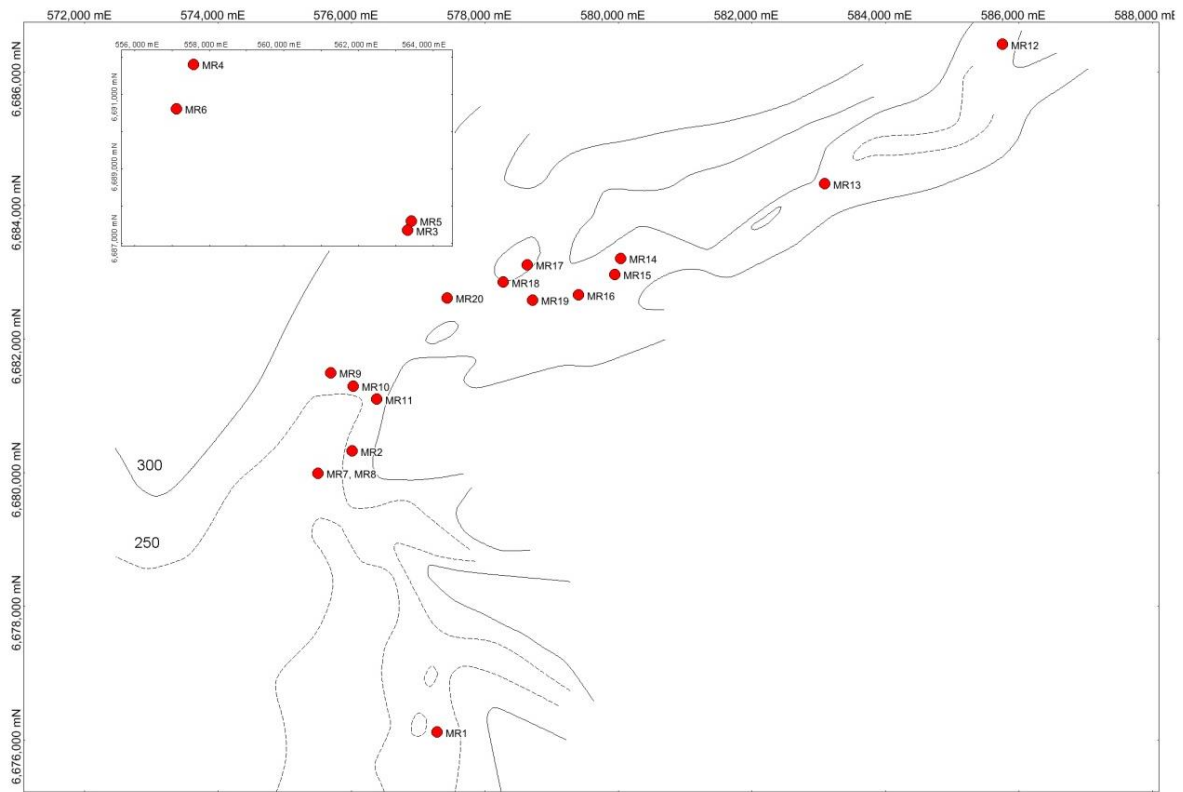 572,000 mE 574,000 mE 576,000 mE 578,000 mE 580,000 mE 582,000 mE 584,000 mE 586,000 mE 588,000 mE
556,000 mE 558,000 mE 560,000 mE 562,000 mE 564,000 mE
MR12
MR4
6,686,000 mN
6,691,000 mN
MR6
6,689,000 mN
MR13
6,684,000 mN
MR5
MR3
6,687,000 mN
MR14
MR17
MR15
MR18
MR16
MR20
MR19
6,682,000 mN
MR9
MR10
MR11
MR2
300
MR7, MR8
6,680,000 mN
250
6,678,000 mN
MR1
6,676,000 mN